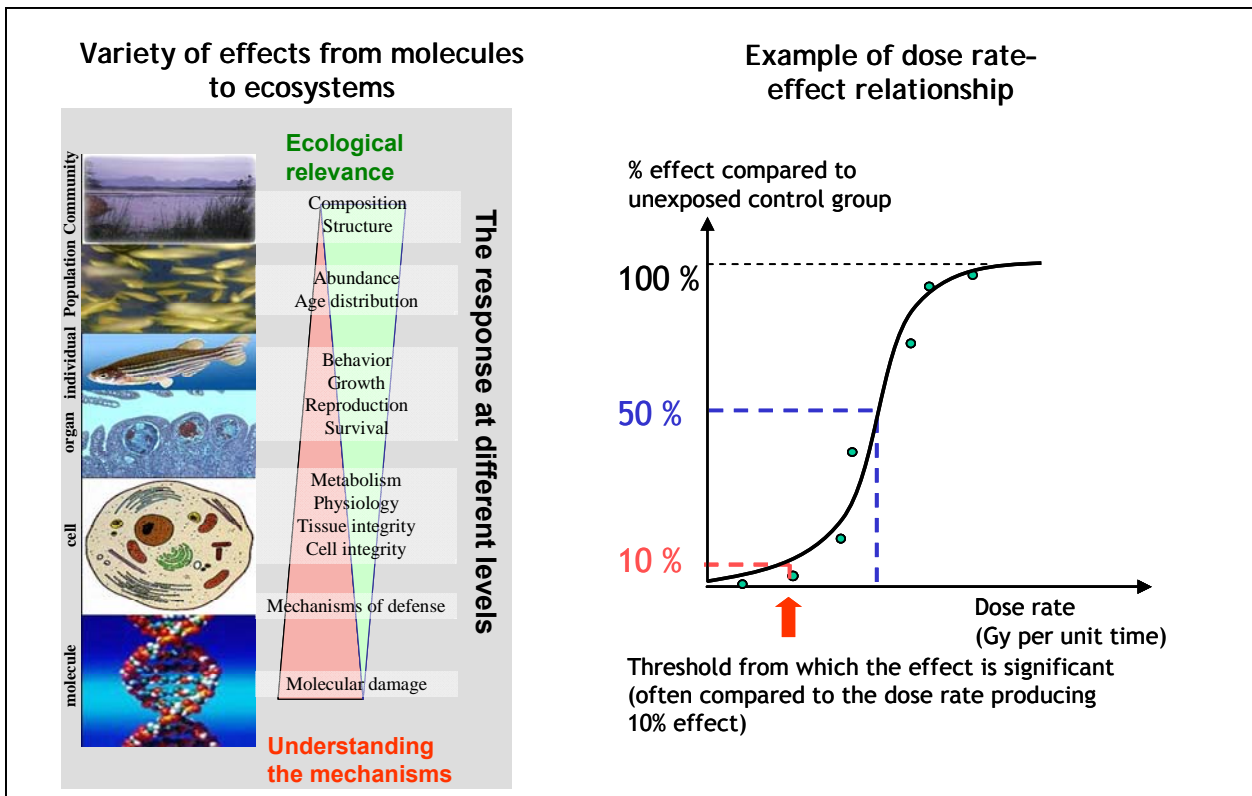 Variety of effects from molecules
to ecosystems
Community
Population
individual
organ
cell
molecule
Ecological
relevance
Composition
Structure
Abundance
Age distribution
Behavior
Growth
Reproduction
Survival
Metabolism
Physiology
Tissue integrity
Cell integrity
Mechanisms of defense
Molecular damage
Understanding
the mechanisms
The response at different levels
Example of dose rate-
effect relationship
% effect compared to
unexposed control group
100 %
50 %
10 %
Dose rate
(Gy per unit time)
Threshold from which the effect is significant
(often compared to the dose rate producing
10% effect)